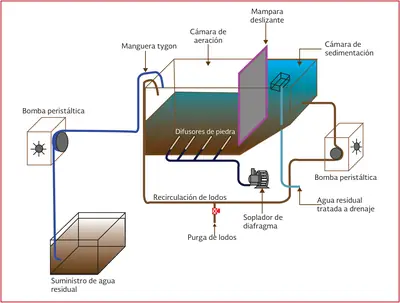 Mampara
deslizante
Cámara de
aeración
Manguera tygon
Cámara de
sedimentación
Bomba peristáltica
Difusores de piedra
Bomba peristáltica
Recirculación de lodos
Agua residual
tratada a drenaje
Soplador de
diafragma
Purga de lodos
Suministro de agua
residual